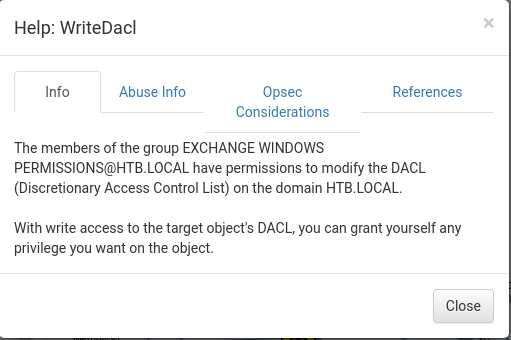 Help: WriteDacl
×
Info
Abuse Info
Opsec
Considerations
References
The members of the group EXCHANGE WINDOWS
PERMISSIONS@HTB.LOCAL have permissions to modify the DACL
(Discretionary Access Control List) on the domain HTB.LOCAL.
With write access to the target object's DACL, you can grant yourself any
privilege you want on the object.
Close